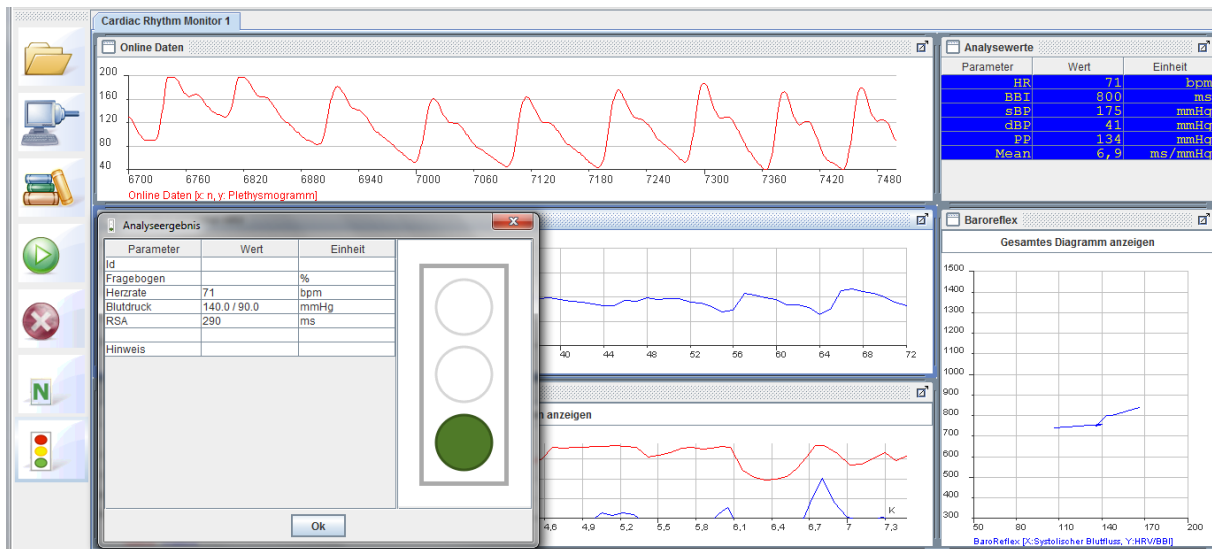 Cardiac Rhythm Monitor 1
Online Daten
200
160
120
80
40
6700 6760 6820 6880 6940 7000 7060 7120 7180 7240 7300 7360 7420 7480
Online Daten [x: n, y: Plethysmogramm]
Analysewerte
Parameter Wert Einheit
HR 71 bpm
BBI 800 ms
sBP 175 mmHg
dBP 41 mmHg
PP 134 mmHg
Mean 6,9 ms/mmHg
Analyseergebnis
Parameter Wert Einheit
Id
Fragebogen %
Herzrate 71 bpm
Blutdruck 140.0 / 90.0 mmHg
RSA 290 ms
Hinweis
Ok
40 44 48 52 56 60 64 68 72
n anzeigen
K
4,6 4,9 5,2 5,5 5,8 6,1 6,4 6,7 7 7,3
Baroreflex
Gesamtes Diagramm anzeigen
1500
1400
1300
1200
1100
1000
900
800
700
600
500
400
300
50 80 110 140 170 200
BaroReflex [X:Systolischer Blutfluss, Y:HRV/BBI]
N